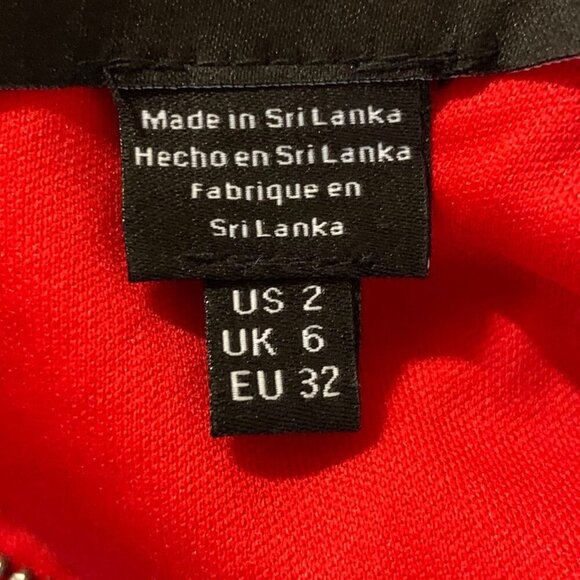 Made in Sri Lanka
Hecho en Sri Lanka
Fabrique en
Sri Lanka
US 2
UK 6
EU 32